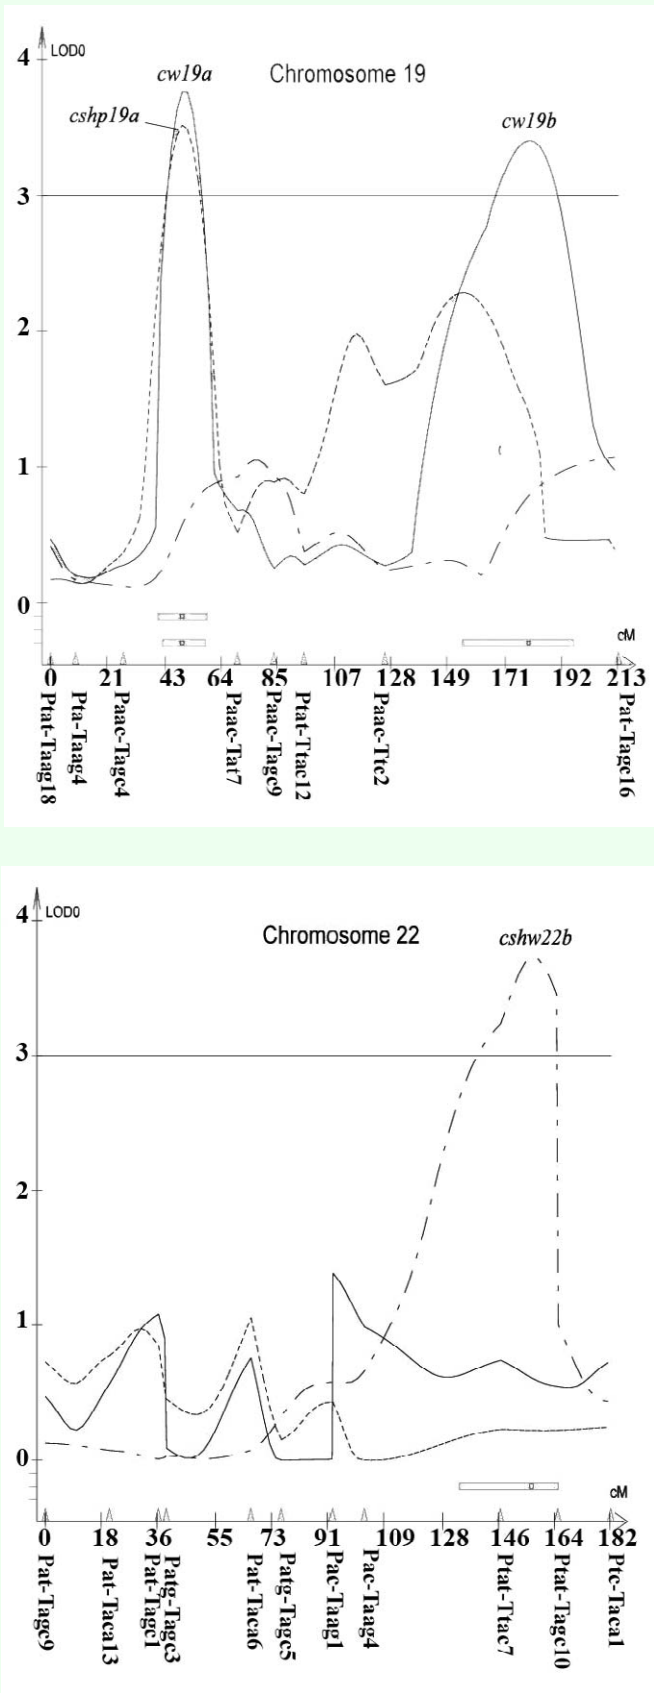 4 LOD0
cw19a
Chromosome 19
cshp19a
cw19b
3
2
1
0
cM
0 21 43 64 85 107 128 149 171 192 213
Ptat-Taag18
Pta-Taag4
Paac-Tagc4
Paac-Tat7
Paac-Tagc9
Ptat-Ttac12
Paac-Ttc2
Pat-Tagc16
4 LOD0
Chromosome 22
cshw22b
3
2
1
0
cM
0 18 36 55 73 91 109 128 146 164 182
Pat-Tagc9
Pat-Taca13
Pat-Tagc1
Patg-Tagc3
Pat-Taca6
Patg-Tagc5
Pac-Taag1
Pac-Taag4
Ptat-Ttac7
Ptat-Tagc10
Ptc-Taca1